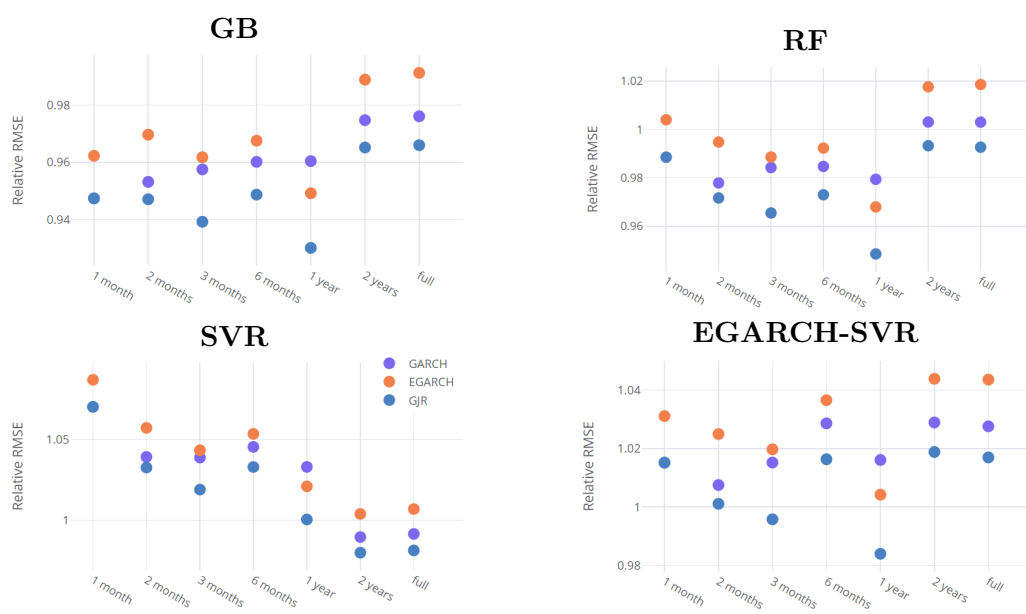 GB
Relative RMSE
0.98
0.96
0.94
1 month
2 months
3 months
6 months
1 year
2 years
full
RF
Relative RMSE
1.02
1
0.98
0.96
1 month
2 months
3 months
6 months
1 year
2 years
full
SVR
GARCH
EGARCH
GJR
Relative RMSE
1.05
1
1 month
2 months
3 months
6 months
1 year
2 years
full
EGARCH-SVR
Relative RMSE
1.04
1.02
1
0.98
1 month
2 months
3 months
6 months
1 year
2 years
full